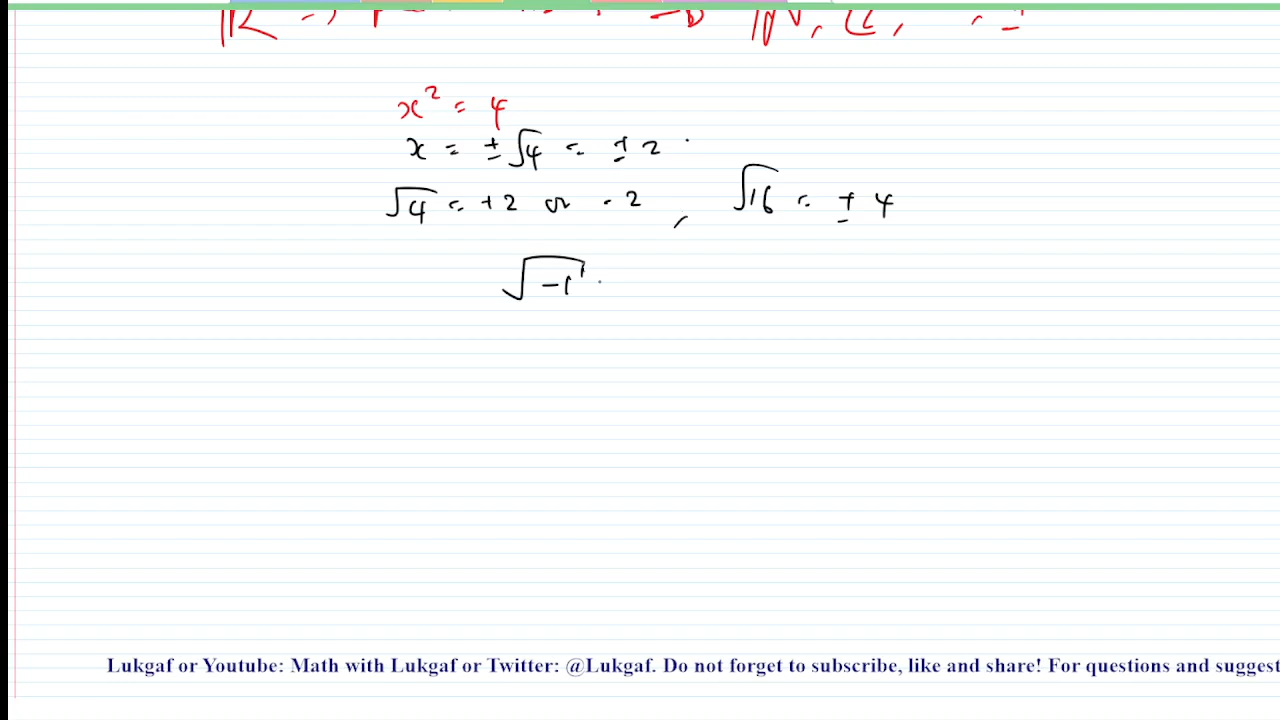 x² = 4
x = ±√4 = ±2
√4 = +2 or -2 , √16 = ±4
√-1
Lukgaf or Youtube: Math with Lukgaf or Twitter: @Lukgaf. Do not forget to subscribe, like and share! For questions and suggest